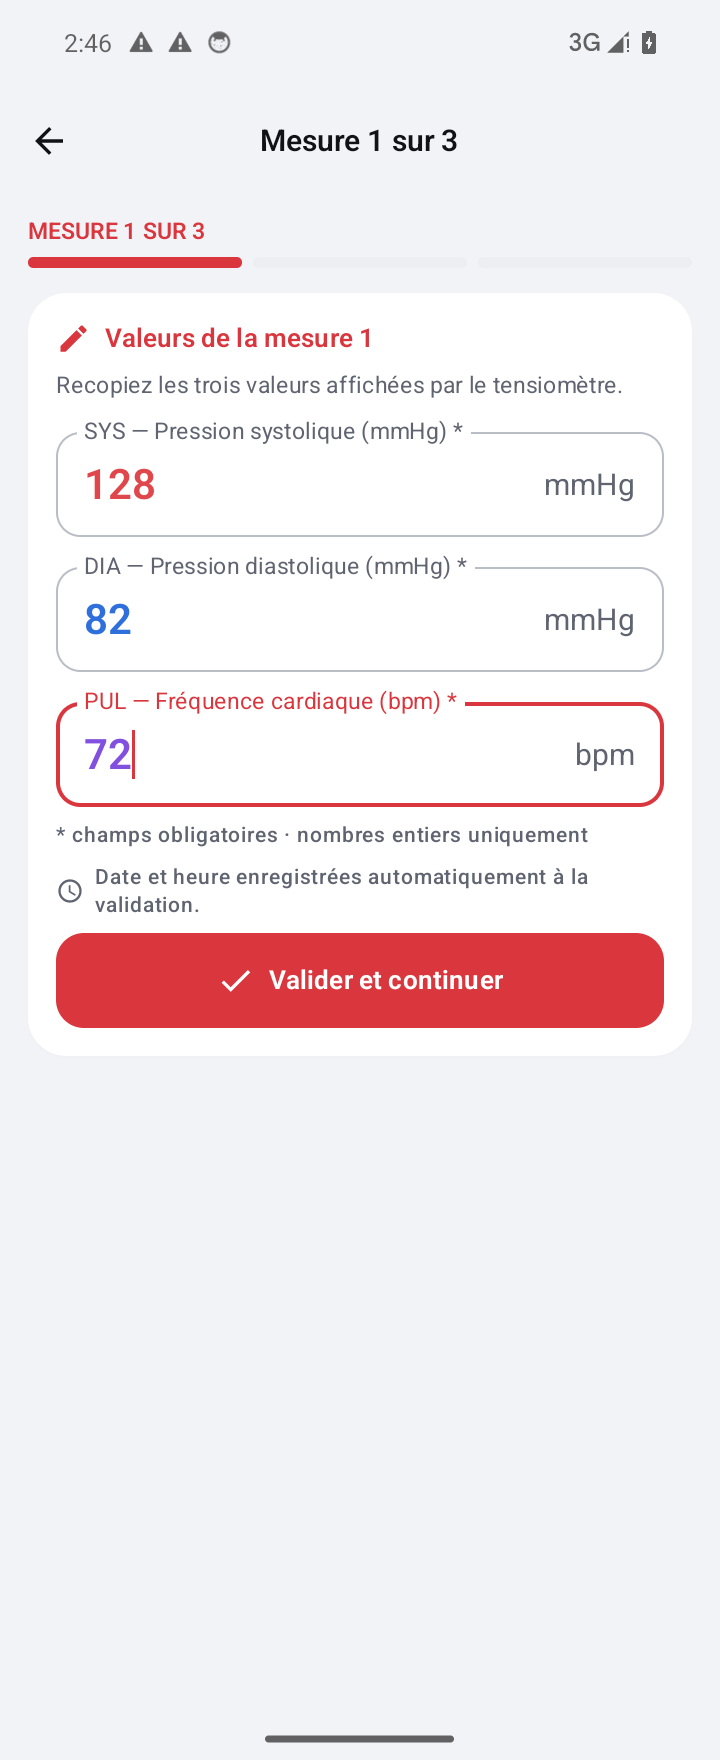 2:46
3G
Mesure 1 sur 3
MESURE 1 SUR 3
Valeurs de la mesure 1
Recopiez les trois valeurs affichées par le tensiomètre.
SYS — Pression systolique (mmHg) *
128 mmHg
DIA — Pression diastolique (mmHg) *
82 mmHg
PUL — Fréquence cardiaque (bpm) *
72 bpm
* champs obligatoires · nombres entiers uniquement
Date et heure enregistrées automatiquement à la
validation.
Valider et continuer